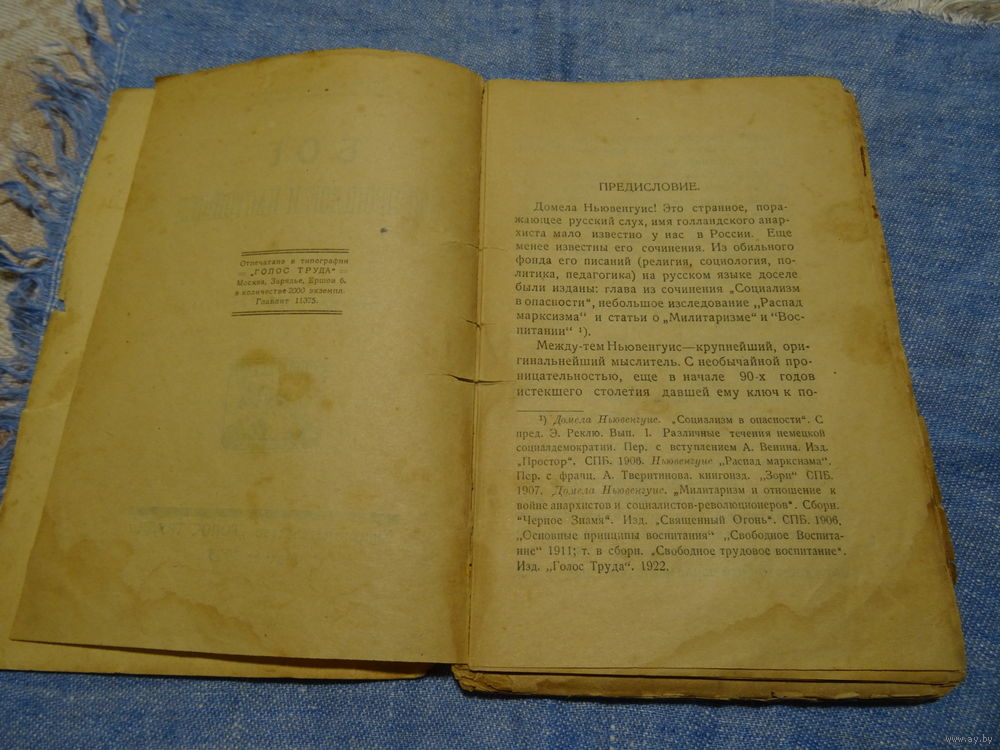 Отпечатано в типографии
„ГОЛОС ТРУДА“
Москва, Зарядье, Ершов 6.
в количестве 2000 экземпл.
Главлит 11375.
ПРЕДИСЛОВИЕ.
Домела Ньювенгуис! Это странное, пора-
жающее русский слух, имя голландского анар-
хиста мало известно у нас в России. Еще
менее известны его сочинения. Из обильного
фонда его писаний (религия, социология, по-
литика, педагогика) на русском языке доселе
были изданы: глава из сочинения „Социализм
в опасности“, небольшое исследование „Распад
марксизма“ и статьи о „Милитаризме“ и "Вос-
питании" ¹).
Между-тем Ньювенгуис—крупнейший, ори-
гинальнейший мыслитель. С необычайной про-
ницательностью, еще в начале 90-х годов
истекшего столетия давшей ему ключ к по-
¹) Домела Ньювенгуис. „Социализм в опасности“. С
пред. Э. Реклю. Вып. 1. Различные течения немецкой
социалдемократии. Пер. с вступлением А. Венина. Изд.
„Простор“. СПБ. 1906. Ньювенгуис „Распад марксизма“.
Пер. с франц. А. Тверитинова. книгоизд. „Зори“ СПБ.
1907. Домела Ньювенгуис. „Милитаризм и отношение к
войне анархистов и социалистов-революционеров“. Сборн.
"Черное Знамя“. Изд. „Священный Огонь“. СПБ. 1906.
„Основные принципы воспитания“ „Свободное Воспита-
ние“ 1911; т. в сборн. „Свободное трудовое воспитание“.
Изд. „Голос Труда“. 1922.
www.ay.by